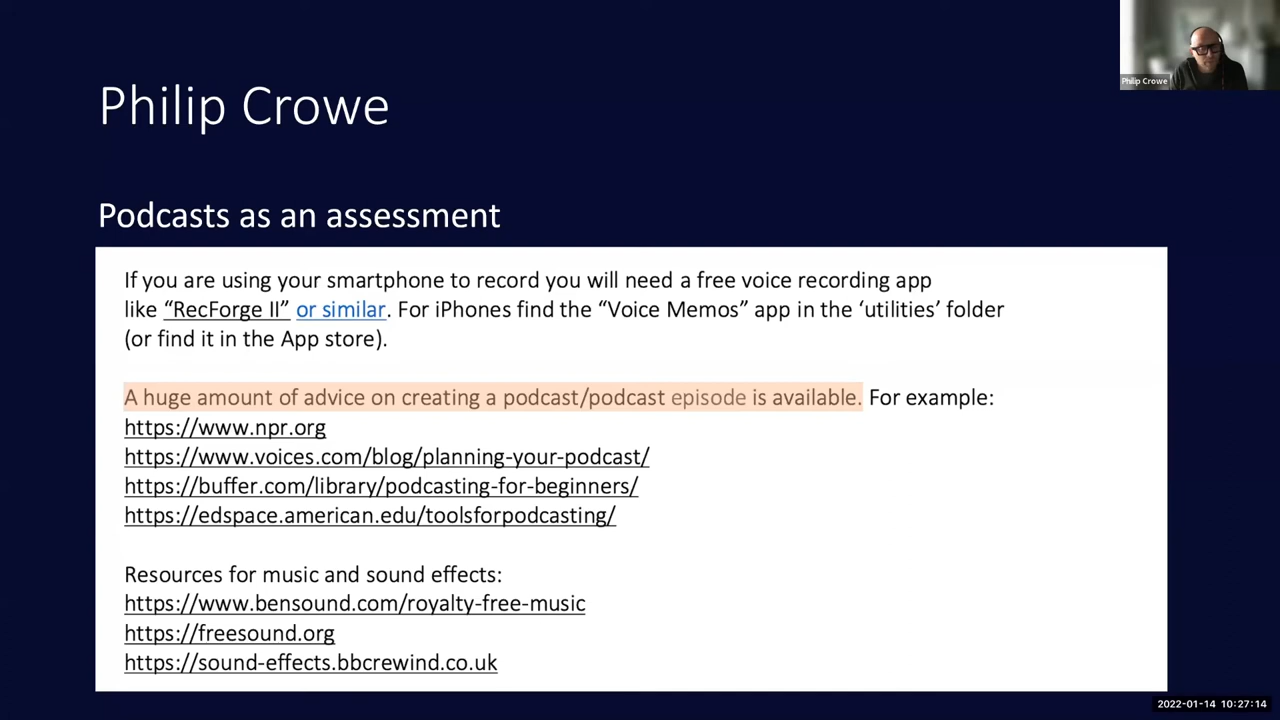 Philip Crowe
Philip Crowe
Podcasts as an assessment
If you are using your smartphone to record you will need a free voice recording app
like “RecForge II” or similar. For iPhones find the “Voice Memos” app in the ‘utilities’ folder
(or find it in the App store).
A huge amount of advice on creating a podcast/podcast episode is available. For example:
https://www.npr.org
https://www.voices.com/blog/planning-your-podcast/
https://buffer.com/library/podcasting-for-beginners/
https://edspace.american.edu/toolsforpodcasting/
Resources for music and sound effects:
https://www.bensound.com/royalty-free-music
https://freesound.org
https://sound-effects.bbcrewind.co.uk
2022-01-14 10:27:14